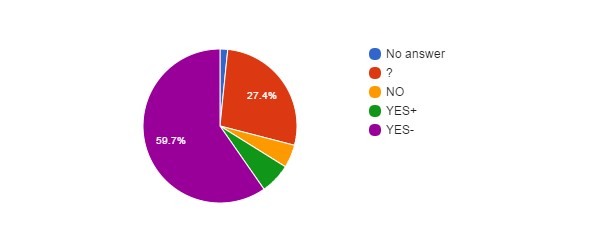 No answer
?
27.4%
NO
YES+
59.7%
YES-